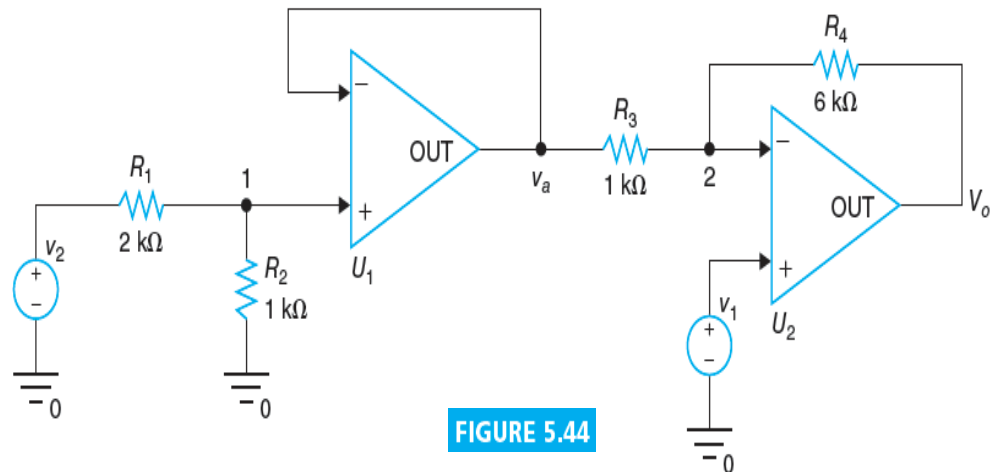 R4
6 kΩ
−
OUT
+
U1
va
R3
1 kΩ
2
−
OUT
+
U2
Vo
R1
2 kΩ
1
v2
+
−
R2
1 kΩ
v1
+
−
0
0
0
FIGURE 5.44